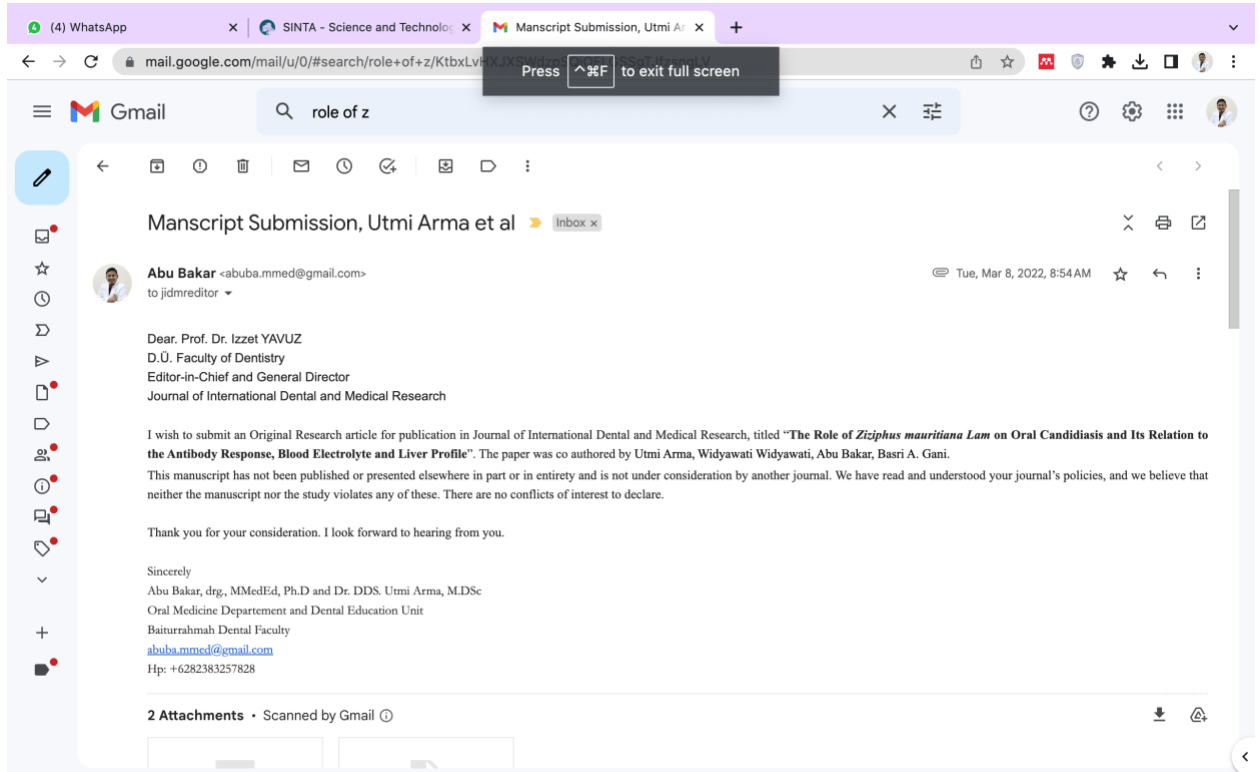 (4) WhatsApp
SINTA - Science and Technolog
Manscript Submission, Utmi Ar
mail.google.com/mail/u/0/#search/role+of+z/KtbxLvH
Press ^⌘F to exit full screen
Gmail
role of z
Manscript Submission, Utmi Arma et al Inbox ×
Abu Bakar <abuba.mmed@gmail.com>
Tue, Mar 8, 2022, 8:54 AM
to jidmreditor
Dear. Prof. Dr. Izzet YAVUZ
D.Ü. Faculty of Dentistry
Editor-in-Chief and General Director
Journal of International Dental and Medical Research
I wish to submit an Original Research article for publication in Journal of International Dental and Medical Research, titled “The Role of Ziziphus mauritiana Lam on Oral Candidiasis and Its Relation to
the Antibody Response, Blood Electrolyte and Liver Profile”. The paper was co authored by Utmi Arma, Widyawati Widyawati, Abu Bakar, Basri A. Gani.
This manuscript has not been published or presented elsewhere in part or in entirety and is not under consideration by another journal. We have read and understood your journal’s policies, and we believe that
neither the manuscript nor the study violates any of these. There are no conflicts of interest to declare.
Thank you for your consideration. I look forward to hearing from you.
Sincerely
Abu Bakar, drg., MMedEd, Ph.D and Dr. DDS. Utmi Arma, M.DSc
Oral Medicine Departement and Dental Education Unit
Baiturrahmah Dental Faculty
abuba.mmed@gmail.com
Hp: +6282383257828
2 Attachments • Scanned by Gmail